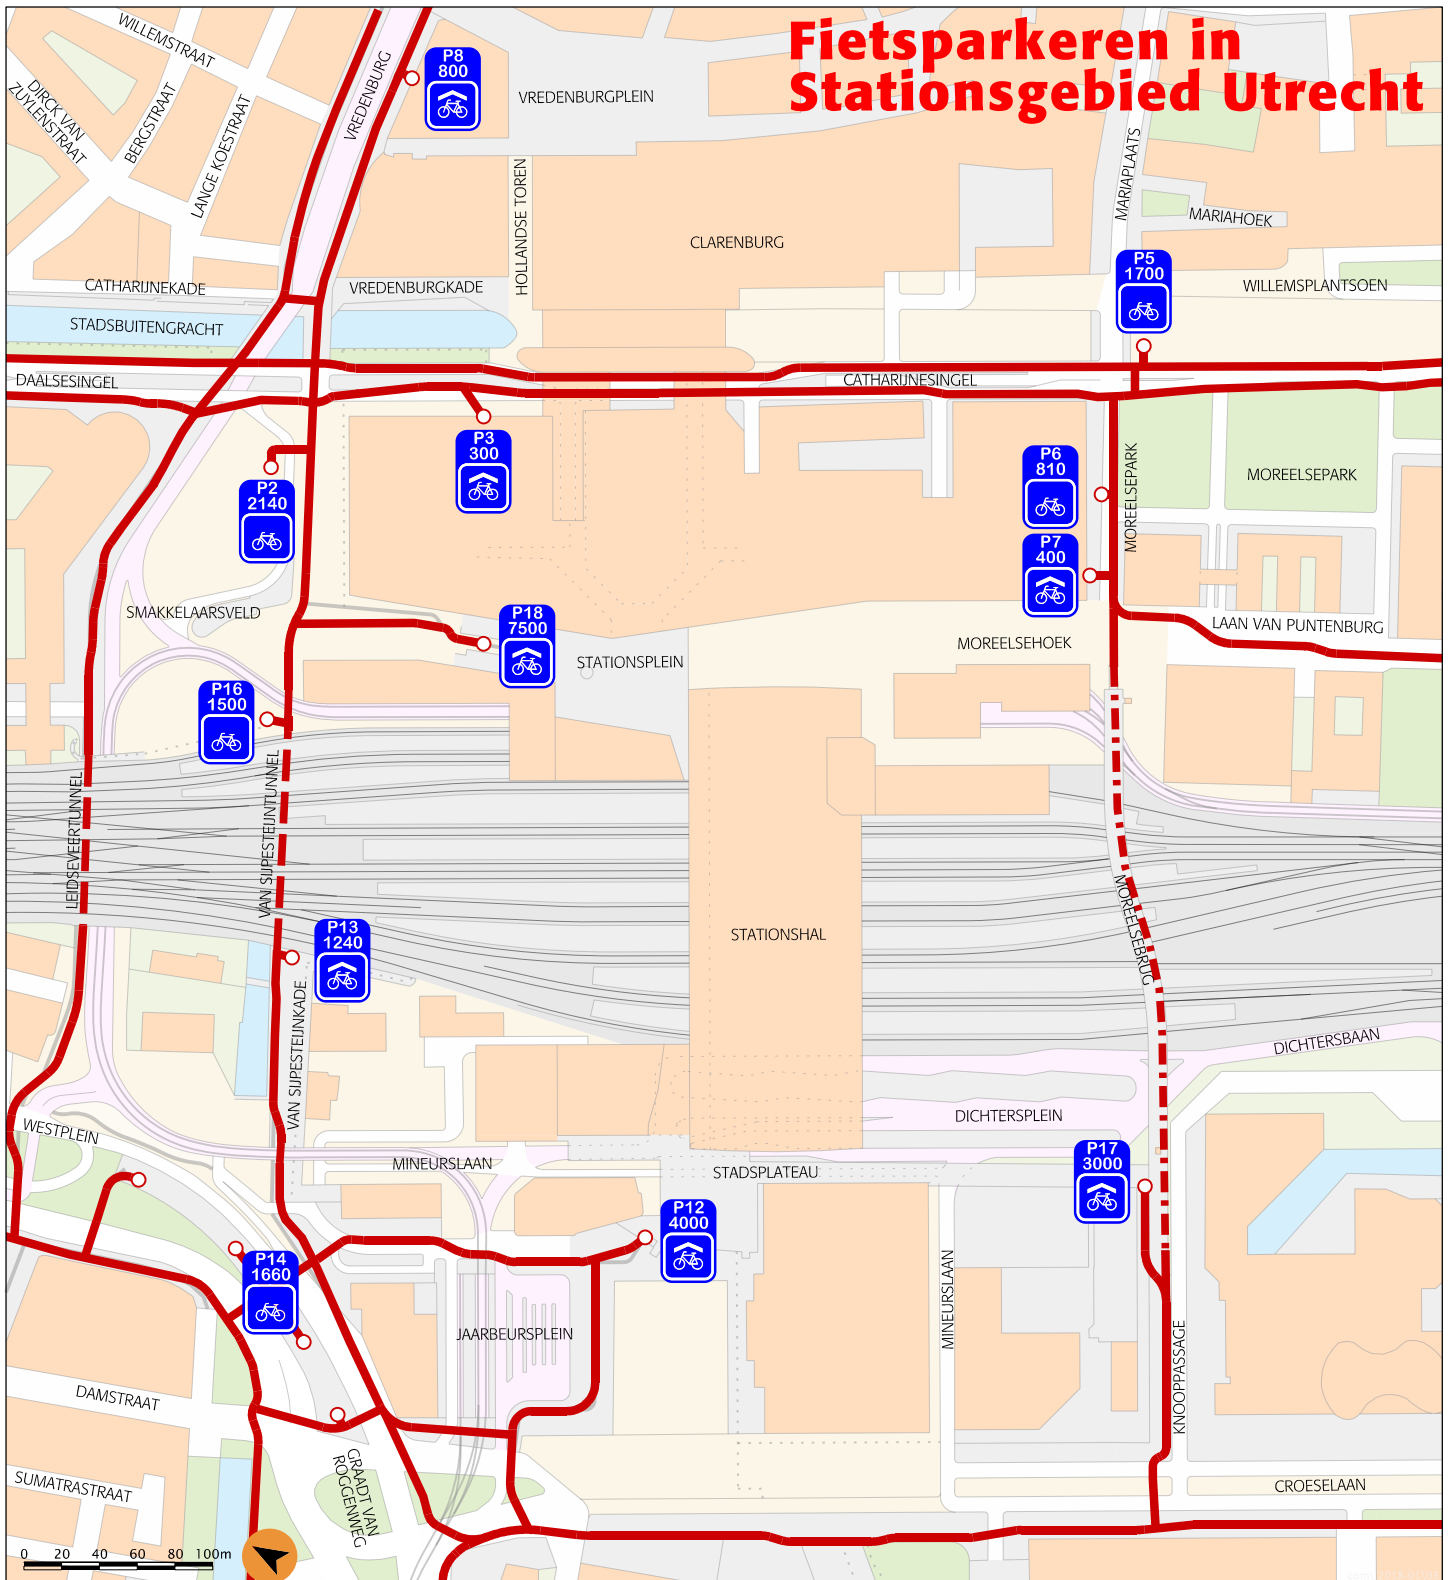 Fietsparkeren in
Stationsgebied Utrecht
WILLEMSTRAAT
VREDENBURG
P8
800
VREDENBURGPLEIN
DIRCK VAN
ZUYLENSTRAAT
BERGSTRAAT
LANGE KOESTRAAT
HOLLANDSE TOREN
MARIAPLAATS
MARIAHOEK
CLARENBURG
P5
1700
CATHARIJNEKADE
VREDENBURGKADE
WILLEMSPLANTSOEN
STADSBUITENGRACHT
DAALSESINGEL
CATHARIJNESINGEL
P3
300
P6
810
MOREELSEPARK
MOREELSEPARK
P2
2140
P7
400
SMAKKELAARSVELD
P18
7500
LAAN VAN PUNTENBURG
MOREELSEHOEK
STATIONSPLEIN
P16
1500
LEIDSEVEERTUNNEL
VAN SIJPESTEIJNTUNNEL
MOREELSEBRUG
STATIONSHAL
P13
1240
VAN SIJPESTEIJNKADE
DICHTERSBAAN
DICHTERSPLEIN
WESTPLEIN
MINEURSLAAN
STADSPLATEAU
P17
3000
P12
4000
P14
1660
MINEURSLAAN
JAARBEURSPLEIN
KNOOPPASSAGE
DAMSTRAAT
GRAADT VAN
ROGGENWEG
SUMATRASTRAAT
CROESELAAN
0 20 40 60 80 100m